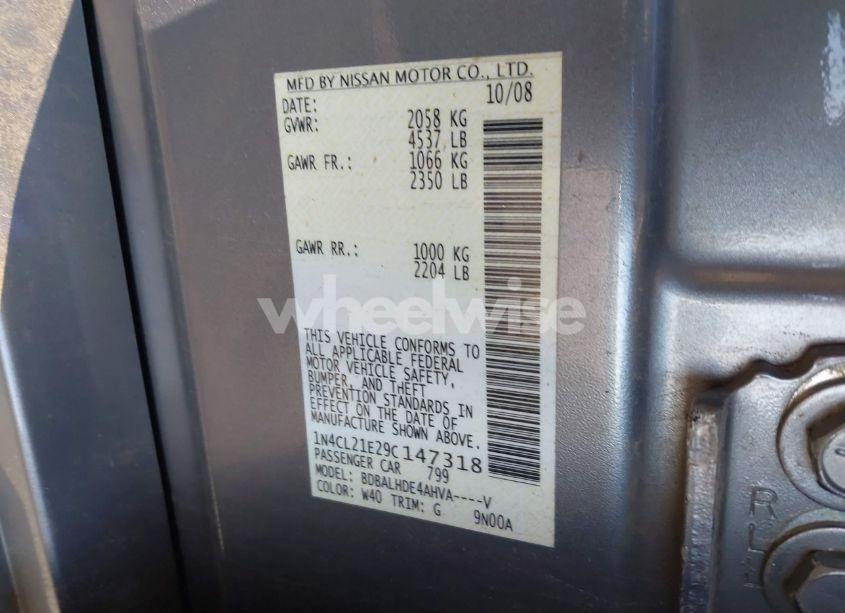 MFD BY NISSAN MOTOR CO., LTD.
DATE: 10/08
GVWR: 2058 KG
4537 LB
GAWR FR.: 1066 KG
2350 LB
GAWR RR.: 1000 KG
2204 LB
wheelwise
THIS VEHICLE CONFORMS TO
ALL APPLICABLE FEDERAL
MOTOR VEHICLE SAFETY,
BUMPER, AND THEFT
PREVENTION STANDARDS IN
EFFECT ON THE DATE OF
MANUFACTURE SHOWN ABOVE.
1N4CL21E29C147318
PASSENGER CAR 799
MODEL: BDBALHDE4AHVA----V
COLOR: W40 TRIM: G 9N00A
R
L